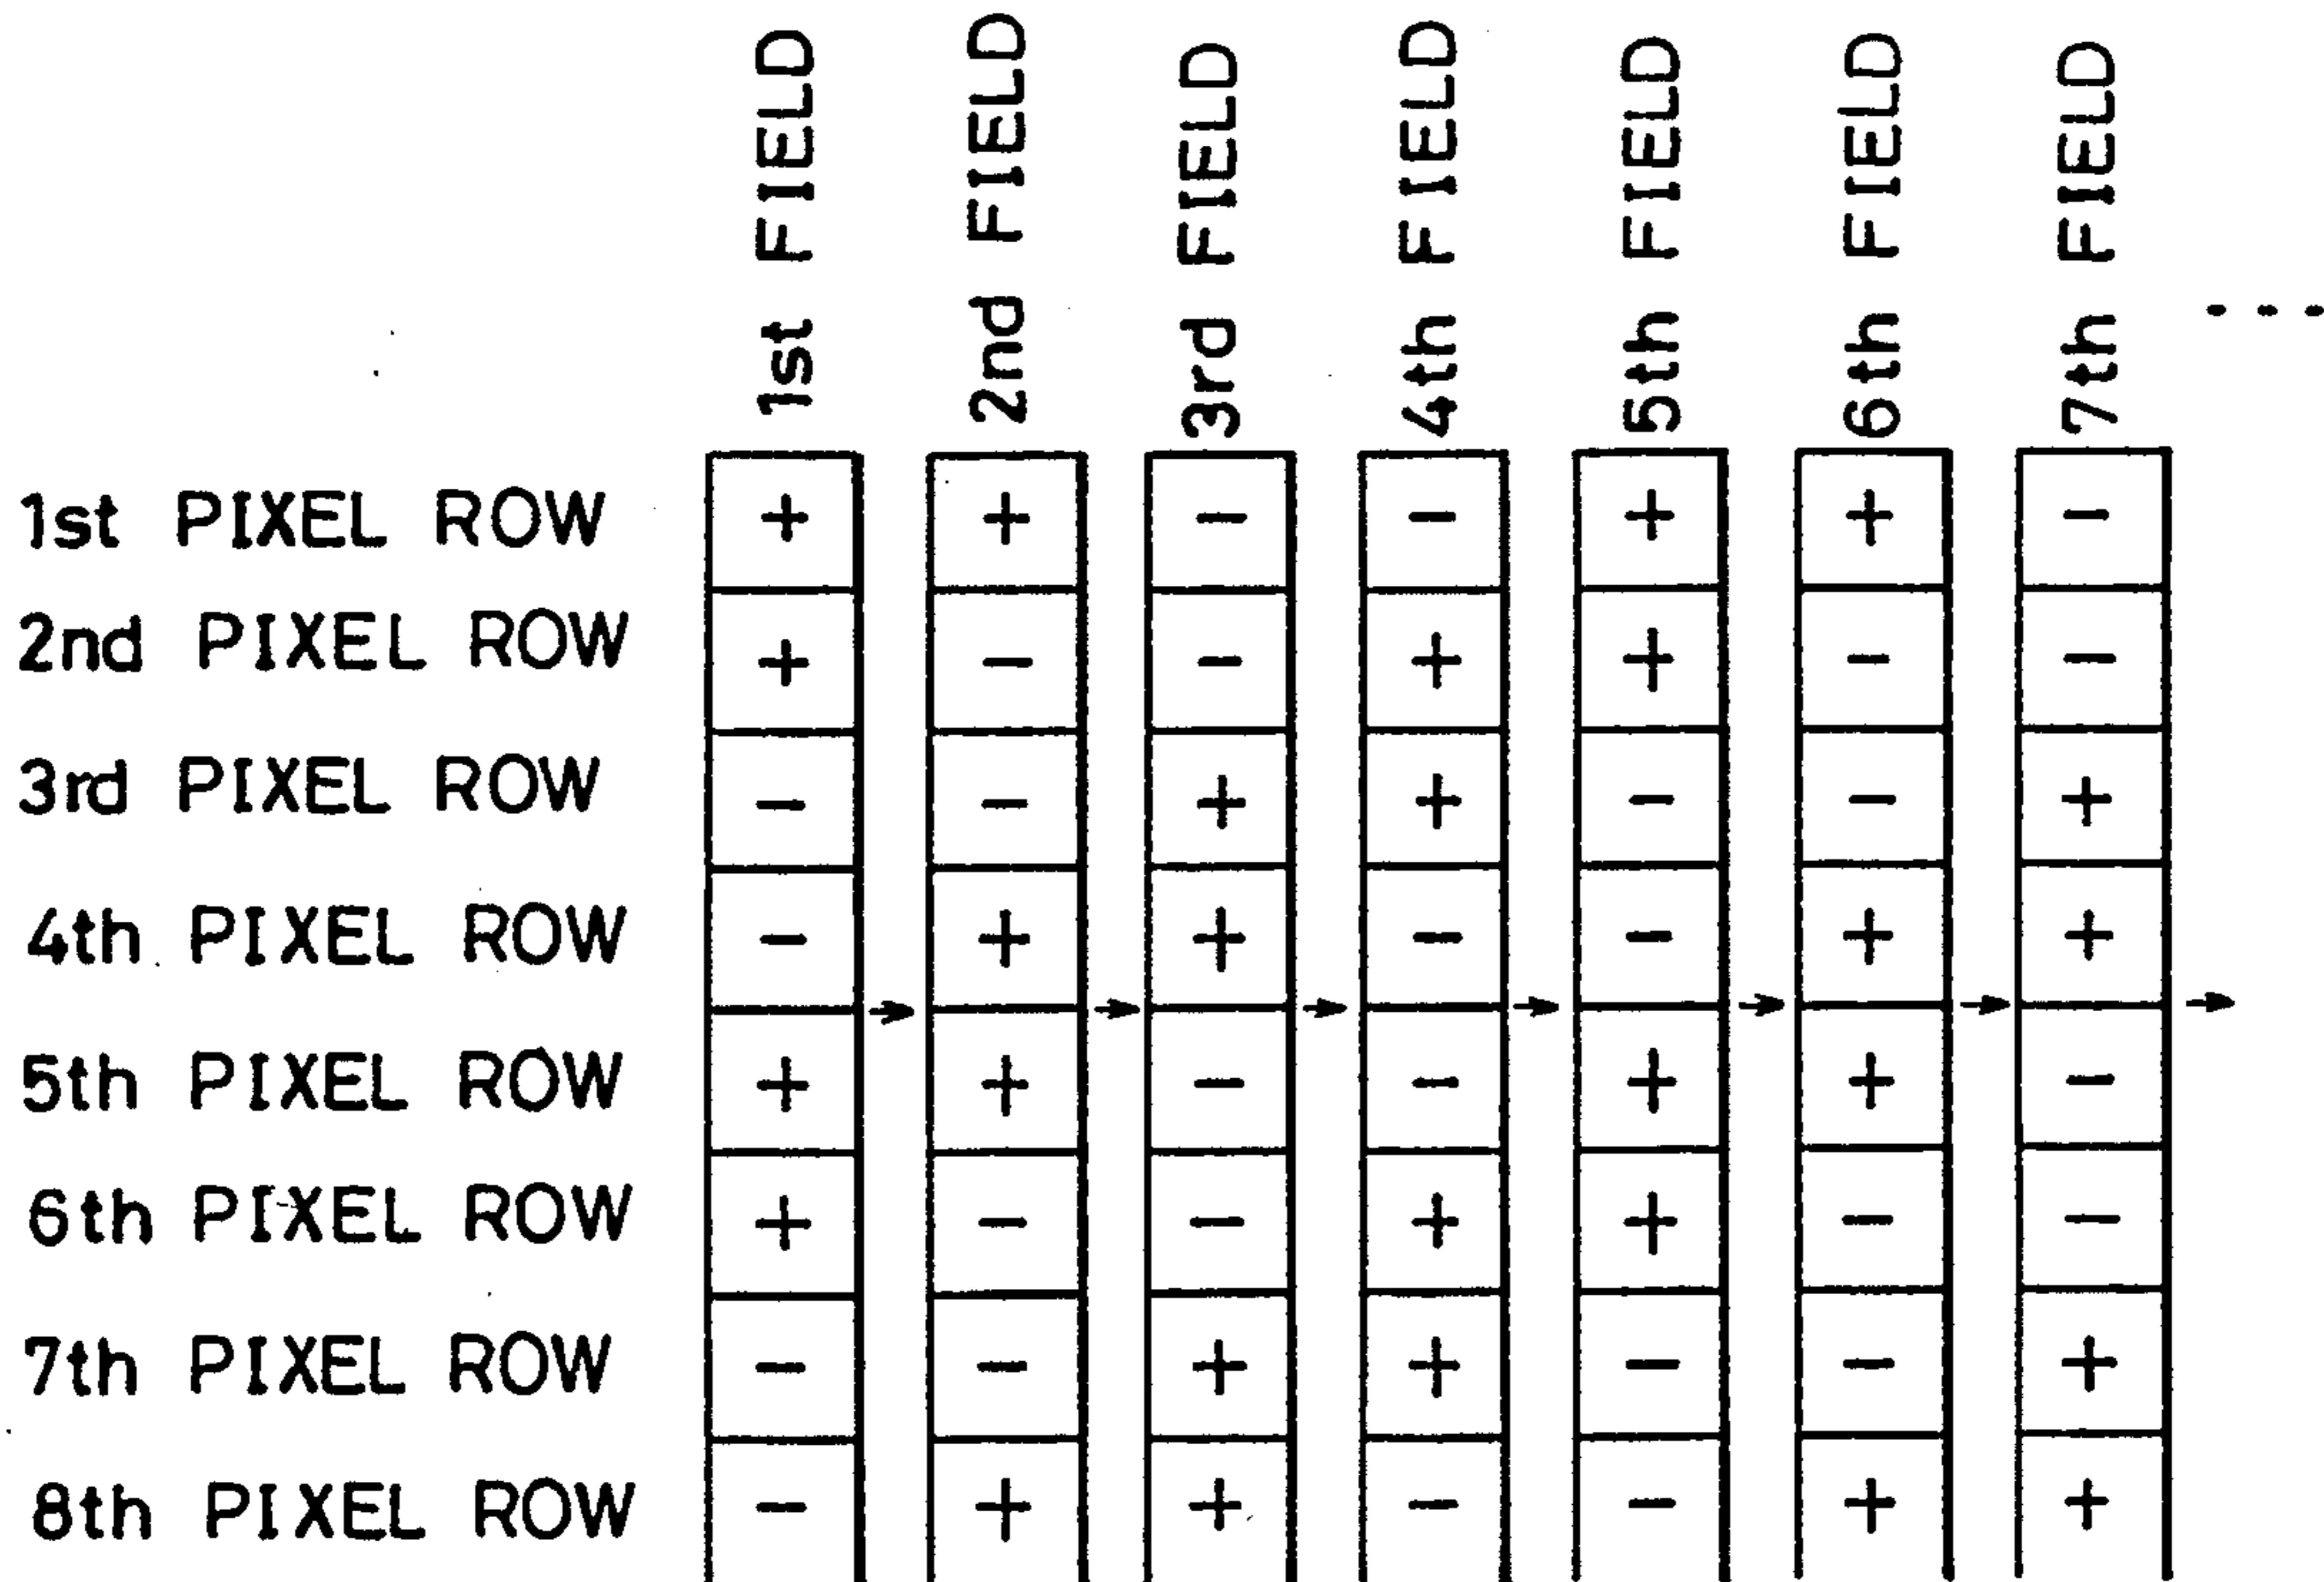 1st FIELD 2nd FIELD 3rd FIELD 4th FIELD 5th FIELD 6th FIELD 7th FIELD ...
1st PIXEL ROW + + - - + + -
2nd PIXEL ROW + - - + + - -
3rd PIXEL ROW - - + + - - +
4th PIXEL ROW - + + - - + +
5th PIXEL ROW + + - - + + -
6th PIXEL ROW + - - + + - -
7th PIXEL ROW - - + + - - +
8th PIXEL ROW - + + - - + +